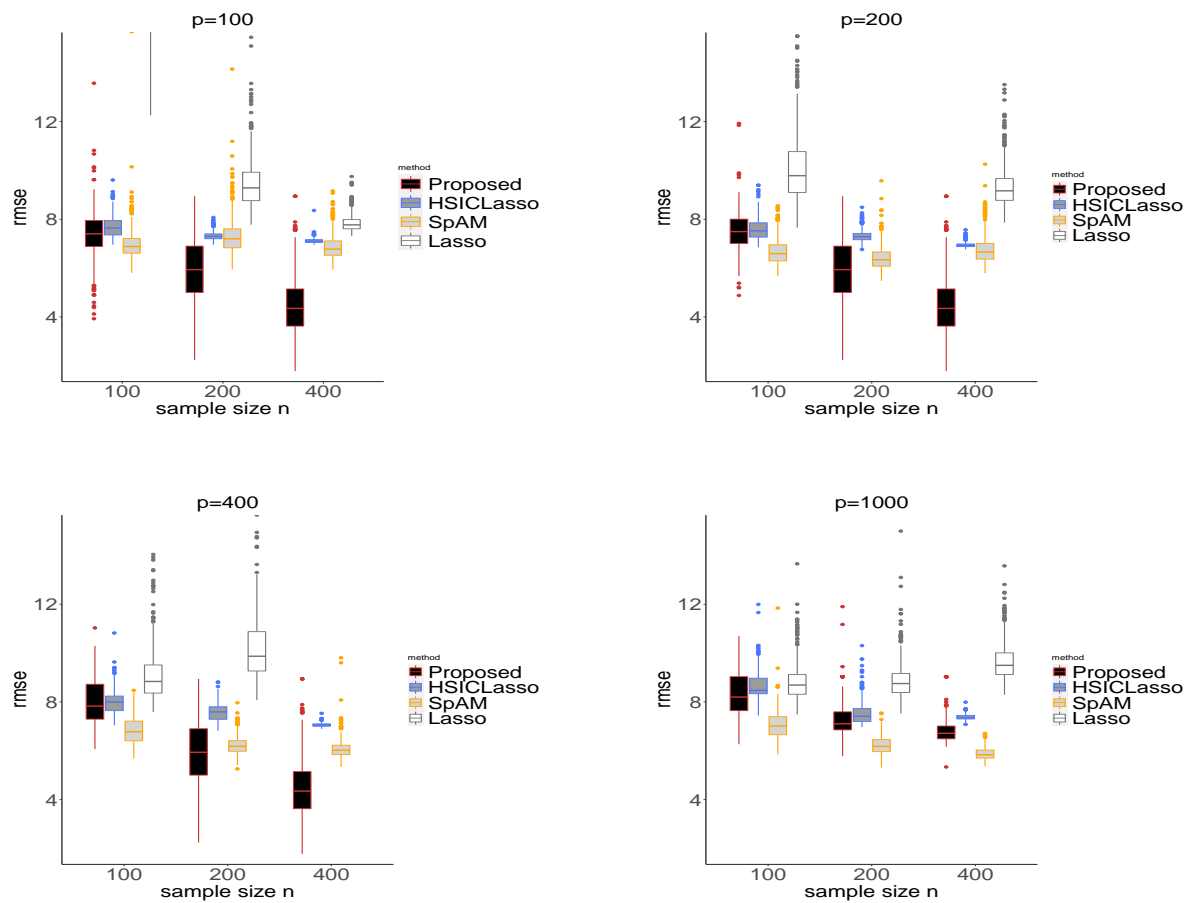 p=100
12
8
4
rmse
100
200
400
sample size n
method
Proposed
HSICLasso
SpAM
Lasso
p=200
12
8
4
rmse
100
200
400
sample size n
method
Proposed
HSICLasso
SpAM
Lasso
p=400
12
8
4
rmse
100
200
400
sample size n
method
Proposed
HSICLasso
SpAM
Lasso
p=1000
12
8
4
rmse
100
200
400
sample size n
method
Proposed
HSICLasso
SpAM
Lasso